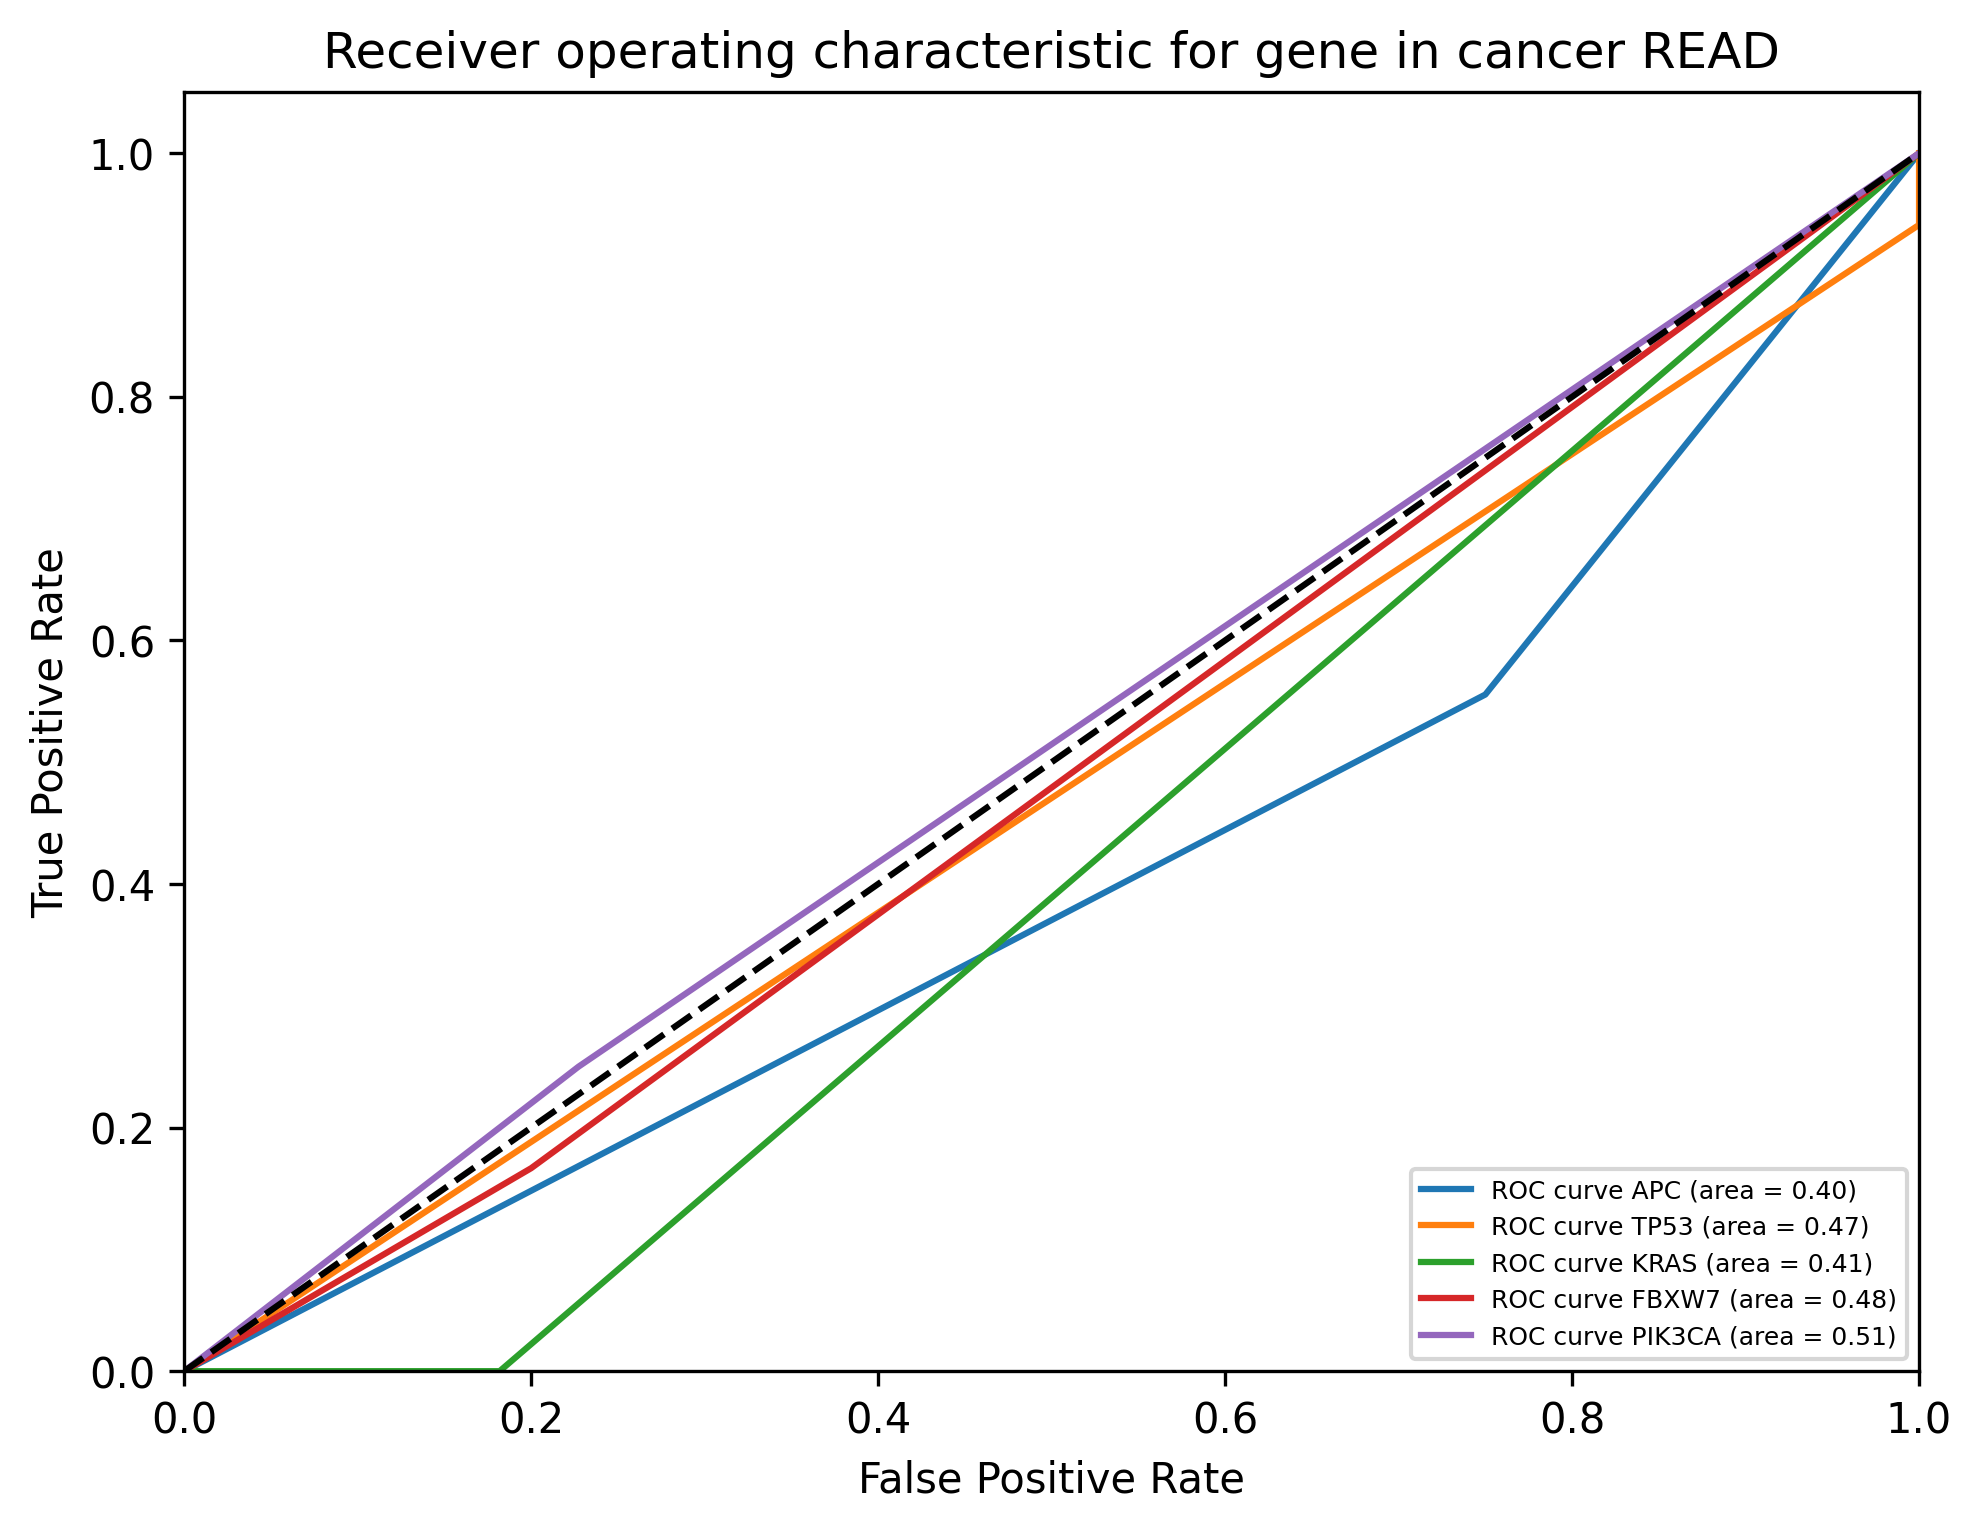 Receiver operating characteristic for gene in cancer READ
1.0
0.8
0.6
0.4
0.2
0.0
True Positive Rate
0.0 0.2 0.4 0.6 0.8 1.0
False Positive Rate
ROC curve APC (area = 0.40)
ROC curve TP53 (area = 0.47)
ROC curve KRAS (area = 0.41)
ROC curve FBXW7 (area = 0.48)
ROC curve PIK3CA (area = 0.51)